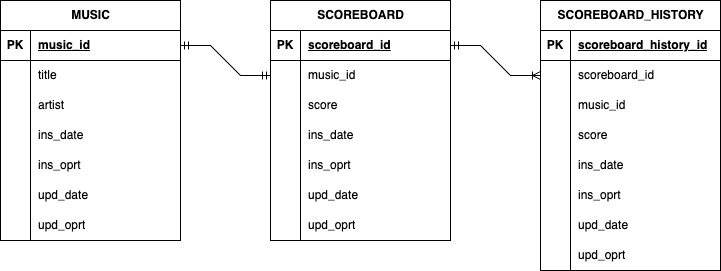 MUSIC
PK music_id
title
artist
ins_date
ins_oprt
upd_date
upd_oprt
SCOREBOARD
PK scoreboard_id
music_id
score
ins_date
ins_oprt
upd_date
upd_oprt
SCOREBOARD_HISTORY
PK scoreboard_history_id
scoreboard_id
music_id
score
ins_date
ins_oprt
upd_date
upd_oprt